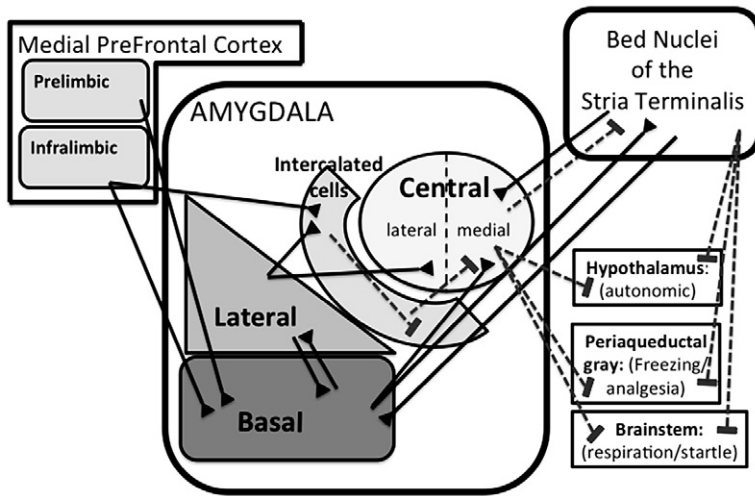 Medial PreFrontal Cortex
Prelimbic
Infralimbic
AMYGDALA
Intercalated
cells
Central
lateral
medial
Lateral
Basal
Bed Nuclei
of the
Stria Terminalis
Hypothalamus:
(autonomic)
Periaqueductal
gray: (Freezing/
analgesia)
Brainstem:
(respiration/startle)